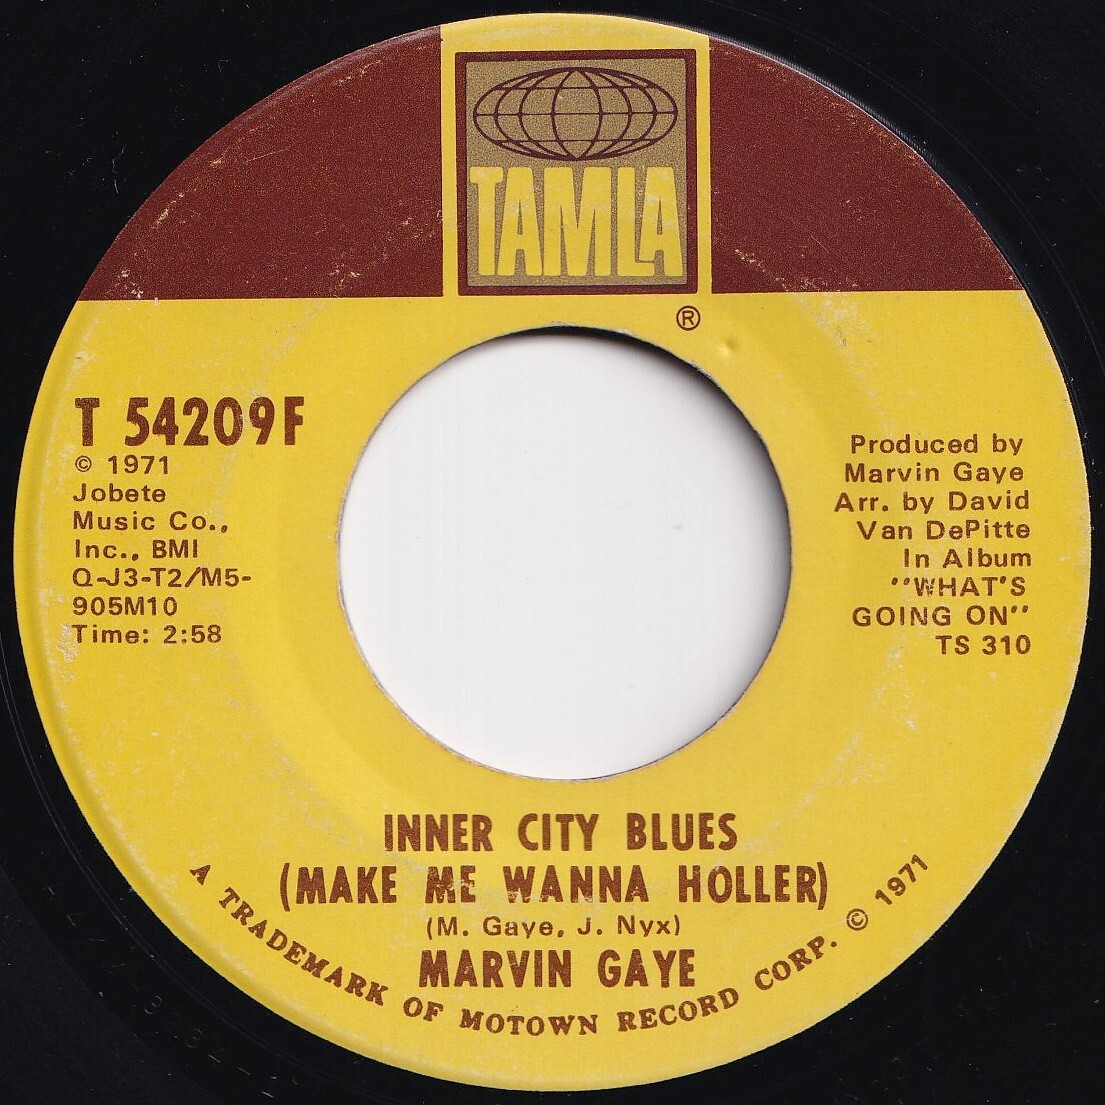 TAMLA
®
T 54209F
© 1971
Jobete
Music Co.,
Inc., BMI
Q-J3-T2/M5-
905M10
Time: 2:58
Produced by
Marvin Gaye
Arr. by David
Van DePitte
In Album
"WHAT'S
GOING ON"
TS 310
INNER CITY BLUES
(MAKE ME WANNA HOLLER)
(M. Gaye, J. Nyx)
MARVIN GAYE
A TRADEMARK OF MOTOWN RECORD CORP. © 1971